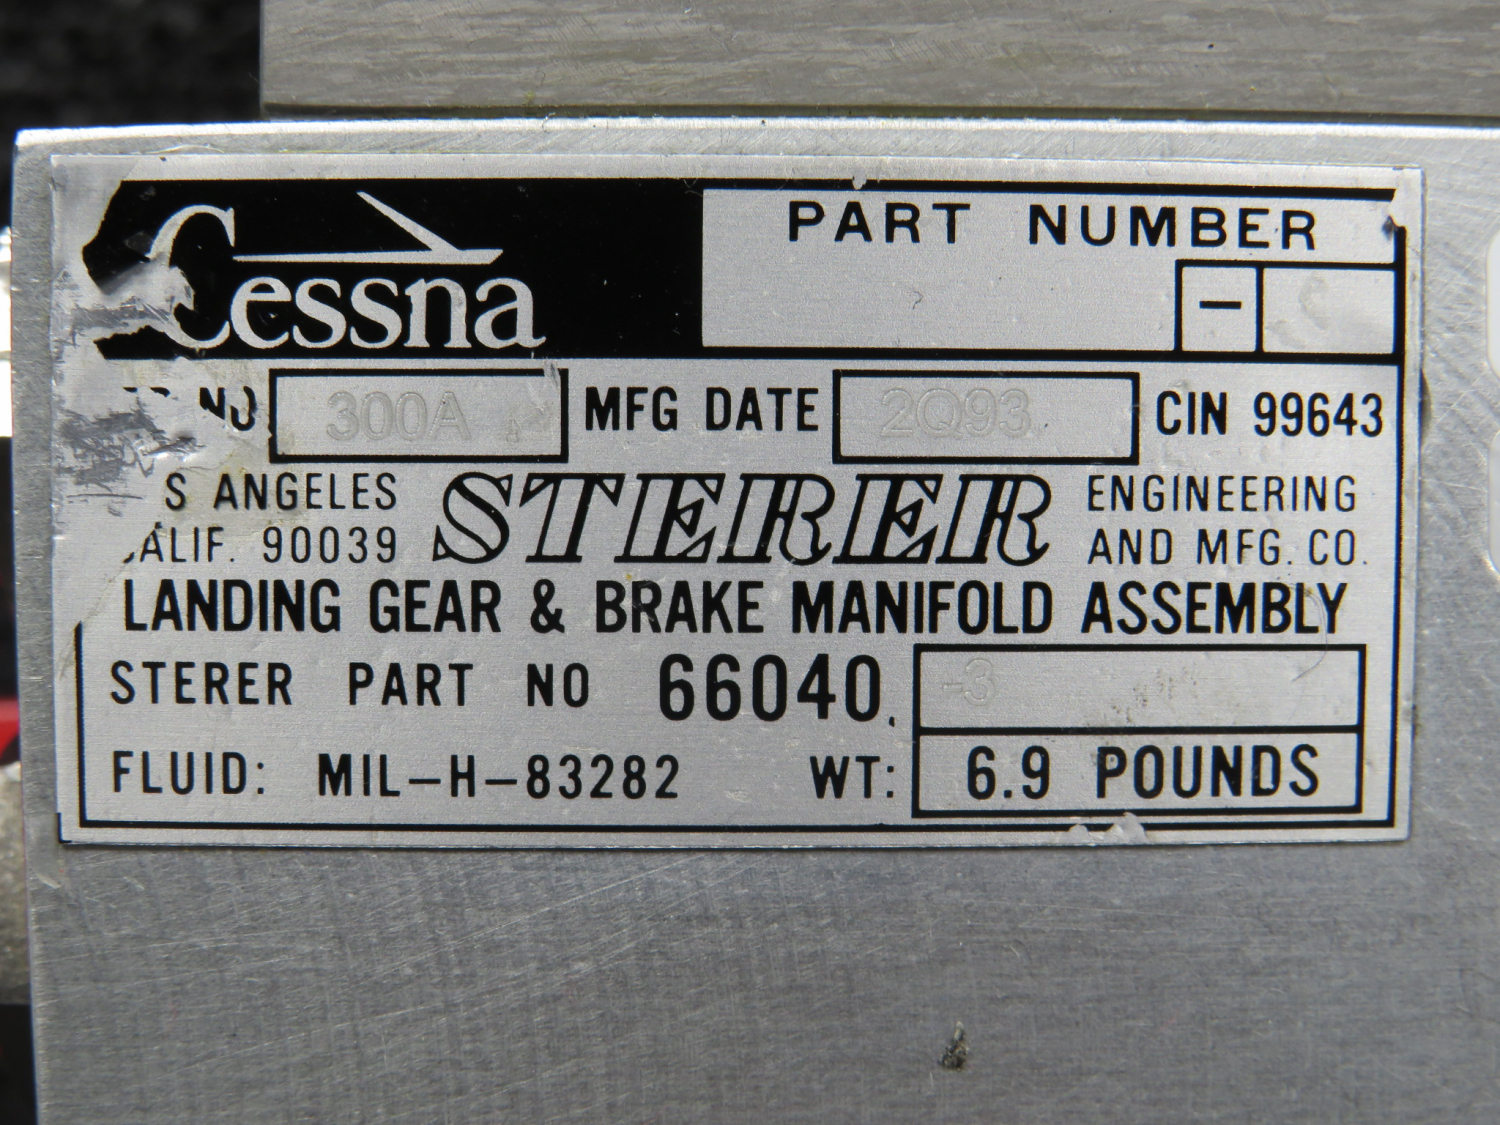 Cessna
PART NUMBER
-
NO 300A MFG DATE 2Q93 CIN 99643
S ANGELES STERER ENGINEERING
ALIF. 90039 AND MFG. CO.
LANDING GEAR & BRAKE MANIFOLD ASSEMBLY
STERER PART NO 66040. -3
FLUID: MIL-H-83282 WT: 6.9 POUNDS